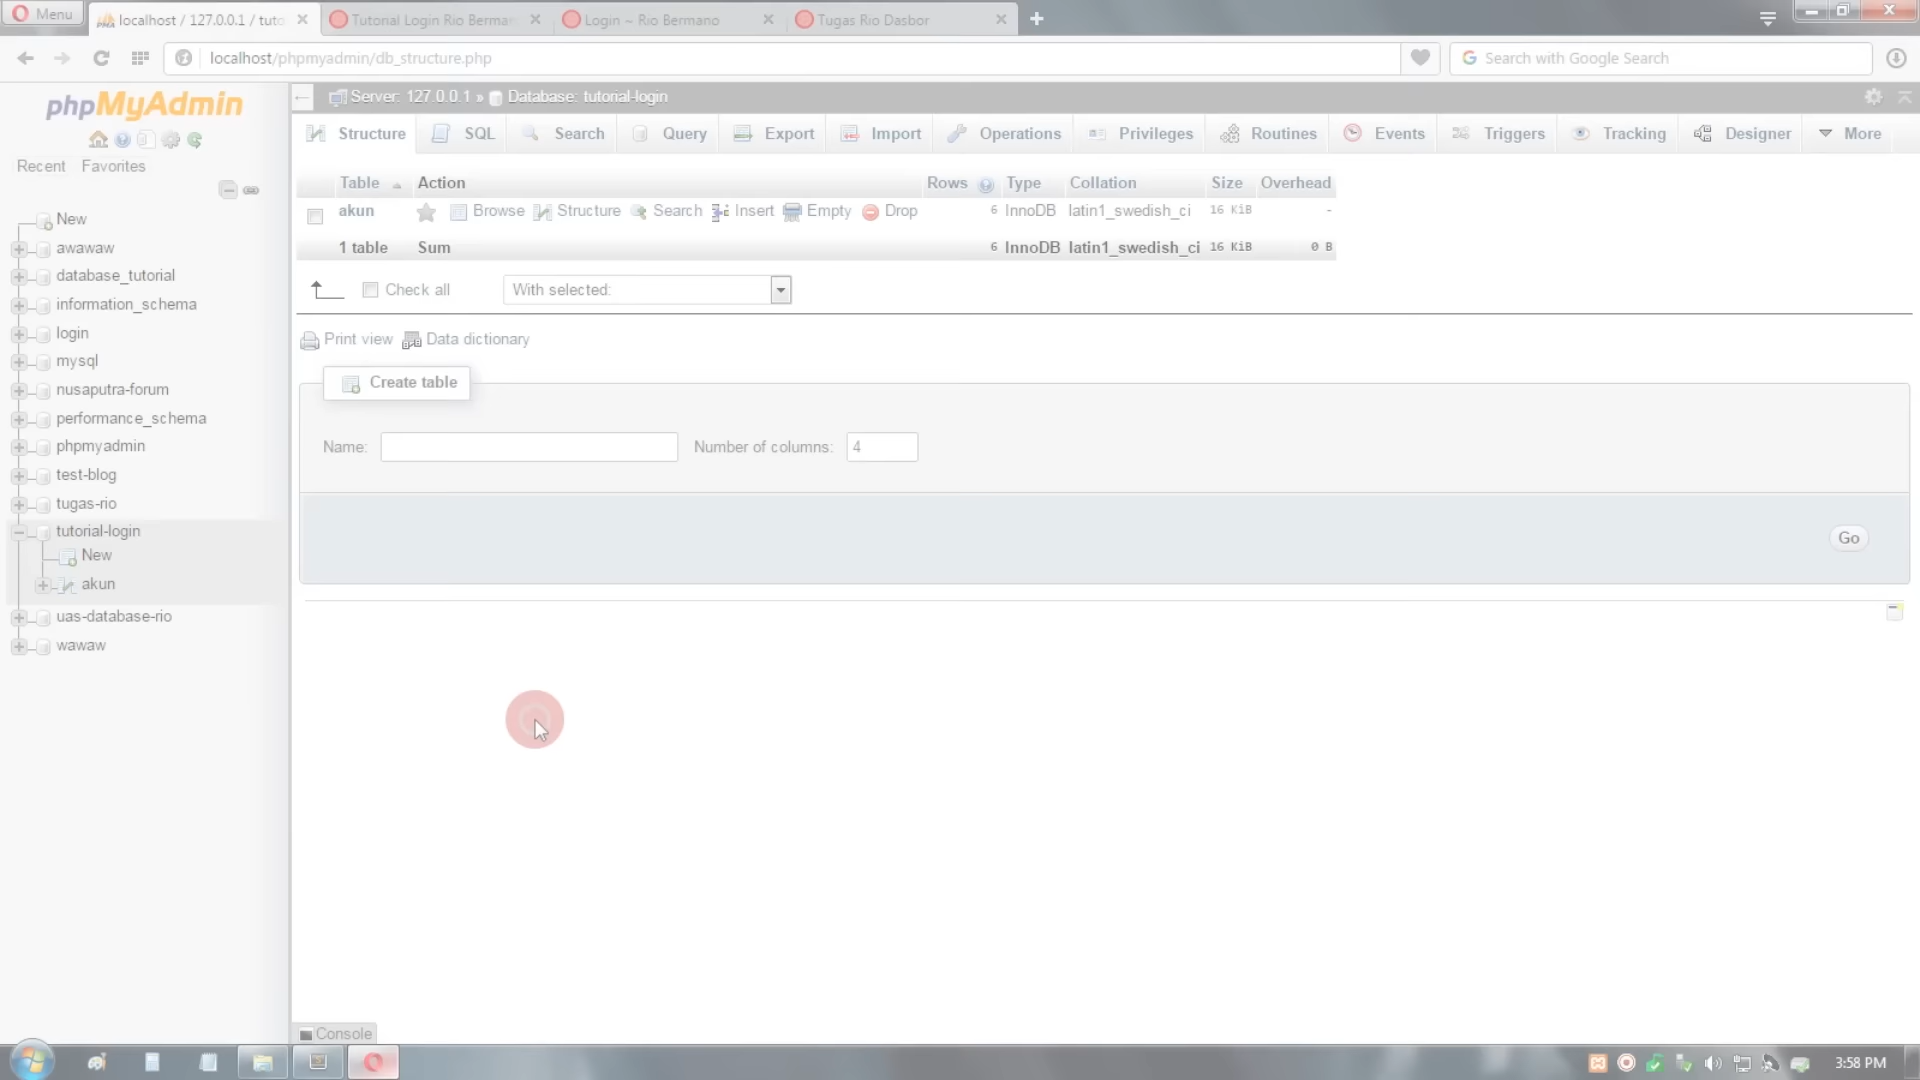 Menu
localhost / 127.0.0.1 / tuto
Tutorial Login Rio Berman
Login ~ Rio Bermano
Tugas Rio Dasbor
localhost/phpmyadmin/db_structure.php
Search with Google Search
phpMyAdmin
Recent Favorites
New
awawaw
database_tutorial
information_schema
login
mysql
nusaputra-forum
performance_schema
phpmyadmin
test-blog
tugas-rio
tutorial-login
New
akun
uas-database-rio
wawaw
Server: 127.0.0.1 » Database: tutorial-login
Structure SQL Search Query Export Import Operations Privileges Routines Events Triggers Tracking Designer More
Table Action Rows Type Collation Size Overhead
akun Browse Structure Search Insert Empty Drop 6 InnoDB latin1_swedish_ci 16 KiB -
1 table Sum 6 InnoDB latin1_swedish_ci 16 KiB 0 B
Check all With selected:
Print view Data dictionary
Create table
Name: Number of columns: 4
Go
Console
3:58 PM